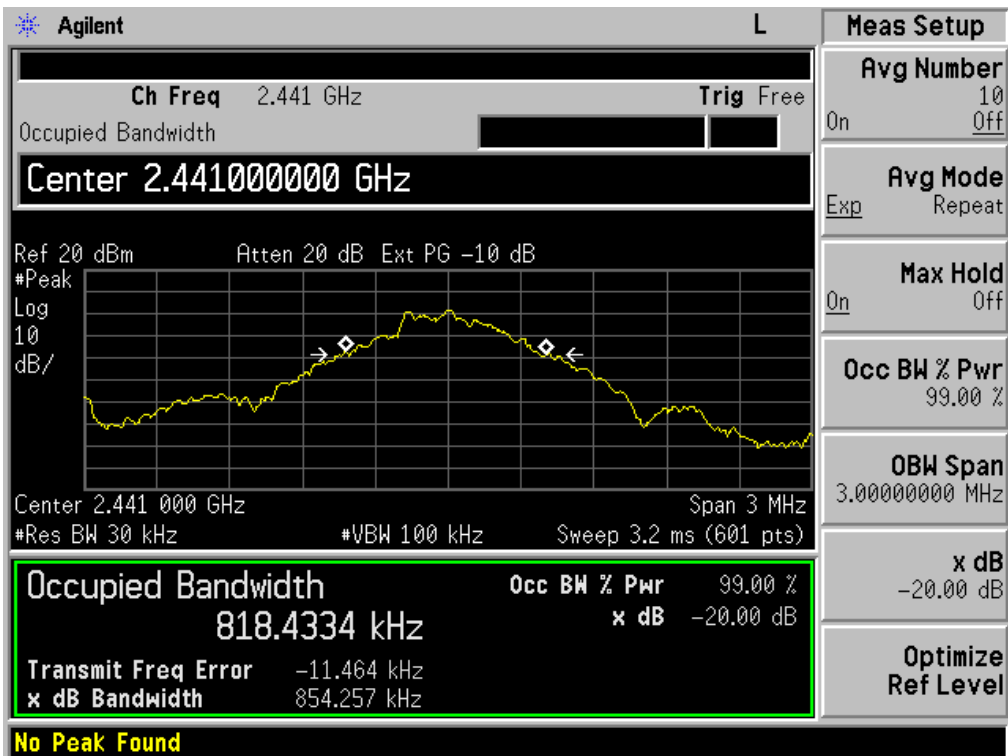 Agilent L
Ch Freq 2.441 GHz Trig Free
Occupied Bandwidth
Center 2.441000000 GHz
Ref 20 dBm Atten 20 dB Ext PG -10 dB
#Peak
Log
10
dB/
Center 2.441 000 GHz Span 3 MHz
#Res BW 30 kHz #VBW 100 kHz Sweep 3.2 ms (601 pts)
Occupied Bandwidth Occ BW % Pwr 99.00 %
818.4334 kHz x dB -20.00 dB
Transmit Freq Error -11.464 kHz
x dB Bandwidth 854.257 kHz
No Peak Found
Meas Setup
Avg Number
10
On Off
Avg Mode
Exp Repeat
Max Hold
On Off
Occ BW % Pwr
99.00 %
OBW Span
3.00000000 MHz
x dB
-20.00 dB
Optimize
Ref Level